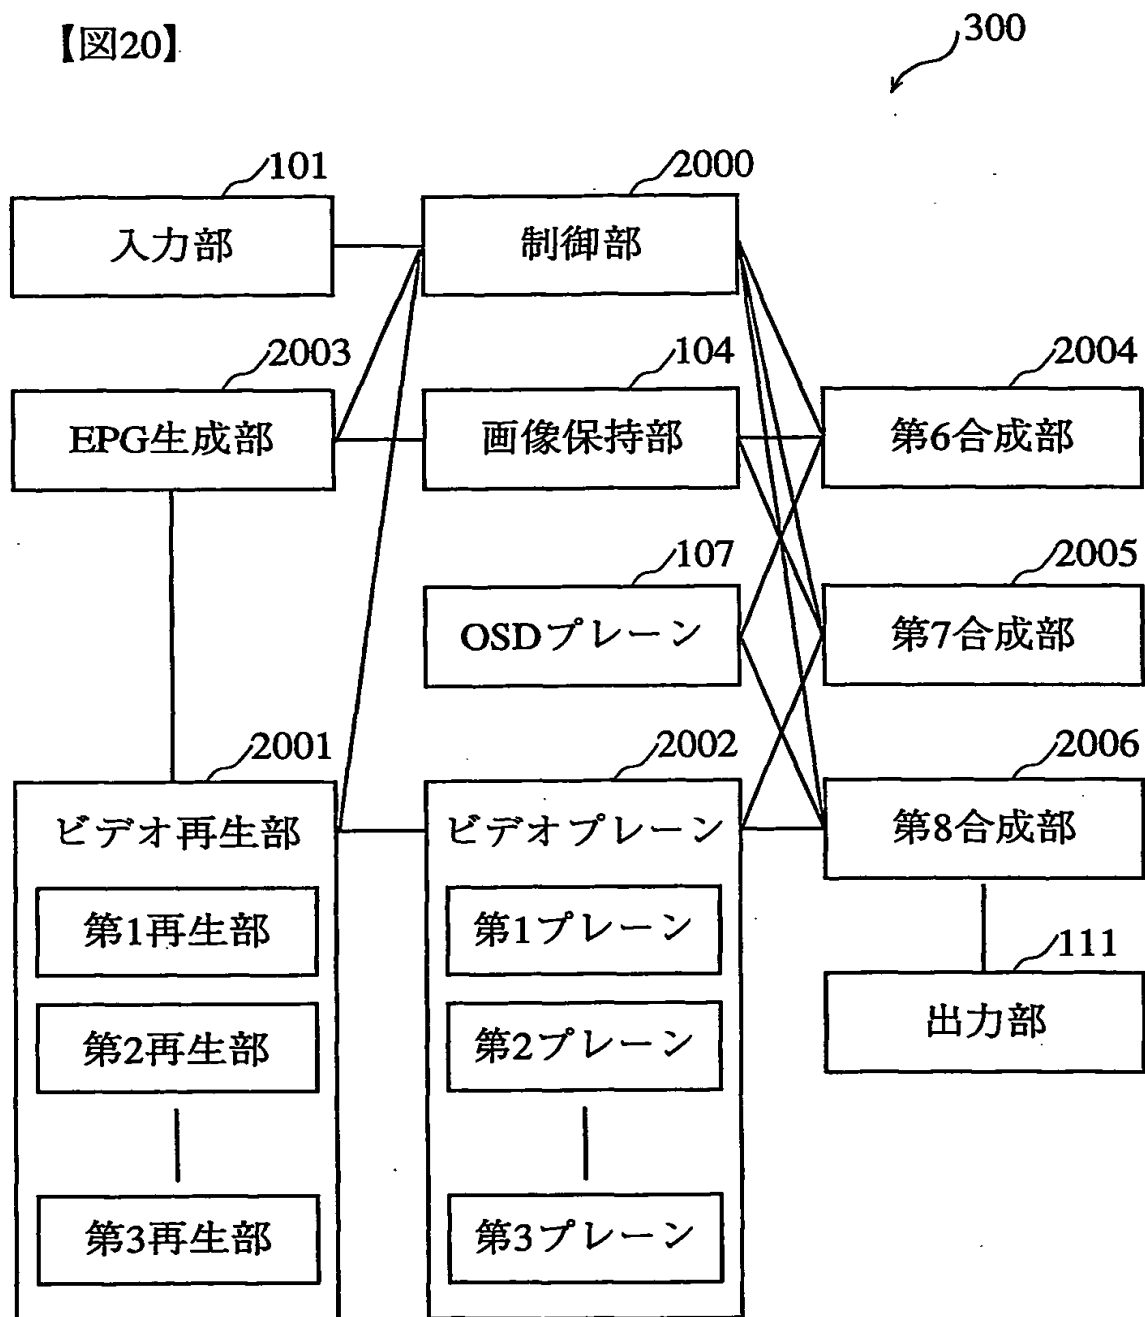 【図20】
300
101
入力部
2000
制御部
2003
EPG生成部
104
画像保持部
2004
第6合成部
107
OSDプレーン
2005
第7合成部
2001
ビデオ再生部
第1再生部
第2再生部
第3再生部
2002
ビデオプレーン
第1プレーン
第2プレーン
第3プレーン
2006
第8合成部
111
出力部